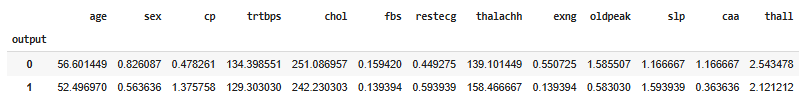 age sex cp trtbps chol fbs restecg thalachh exng oldpeak slp caa thall
output
0 56.601449 0.826087 0.478261 134.398551 251.086957 0.159420 0.449275 139.101449 0.550725 1.585507 1.166667 1.166667 2.543478
1 52.496970 0.563636 1.375758 129.303030 242.230303 0.139394 0.593939 158.466667 0.139394 0.583030 1.593939 0.363636 2.121212